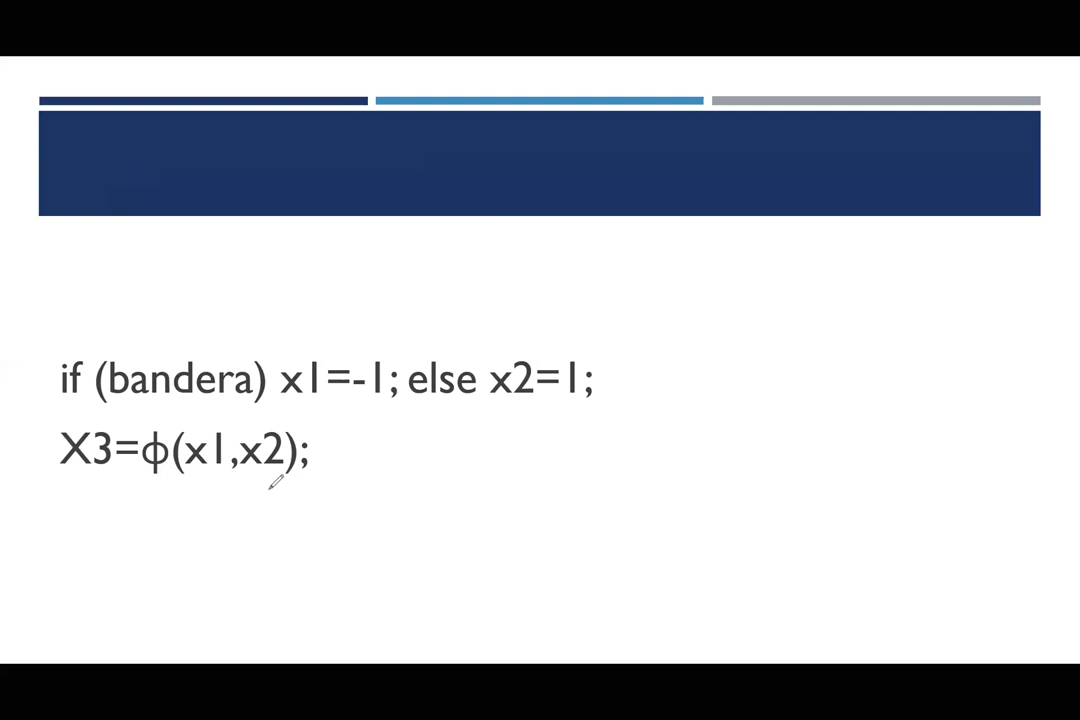 if (bandera) x1=-1; else x2=1;
X3=ϕ(x1,x2);